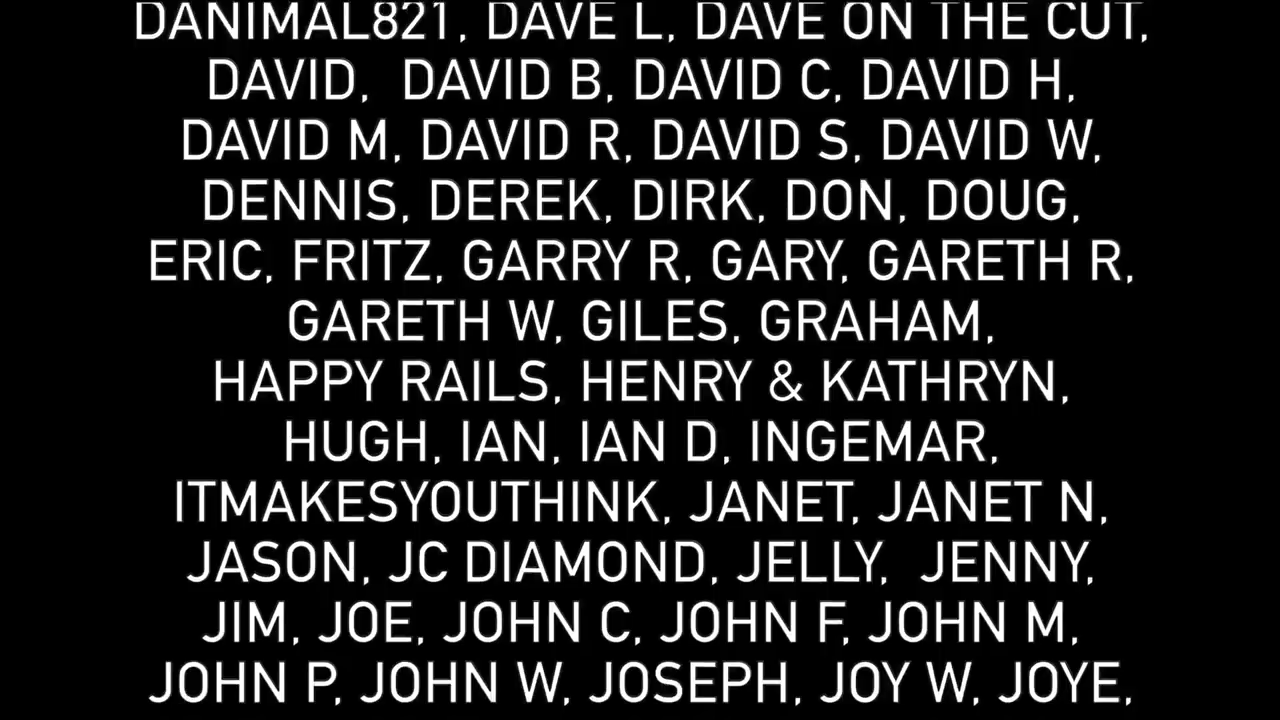 DANIMAL821, DAVE L, DAVE ON THE CUT,
DAVID,  DAVID B, DAVID C, DAVID H,
DAVID M, DAVID R, DAVID S, DAVID W,
DENNIS, DEREK, DIRK, DON, DOUG,
ERIC, FRITZ, GARRY R, GARY, GARETH R,
GARETH W, GILES, GRAHAM,
HAPPY RAILS, HENRY & KATHRYN,
HUGH, IAN, IAN D, INGEMAR,
ITMAKESYOUTHINK, JANET, JANET N,
JASON, JC DIAMOND, JELLY,  JENNY,
JIM, JOE, JOHN C, JOHN F, JOHN M,
JOHN P, JOHN W, JOSEPH, JOY W, JOYE,